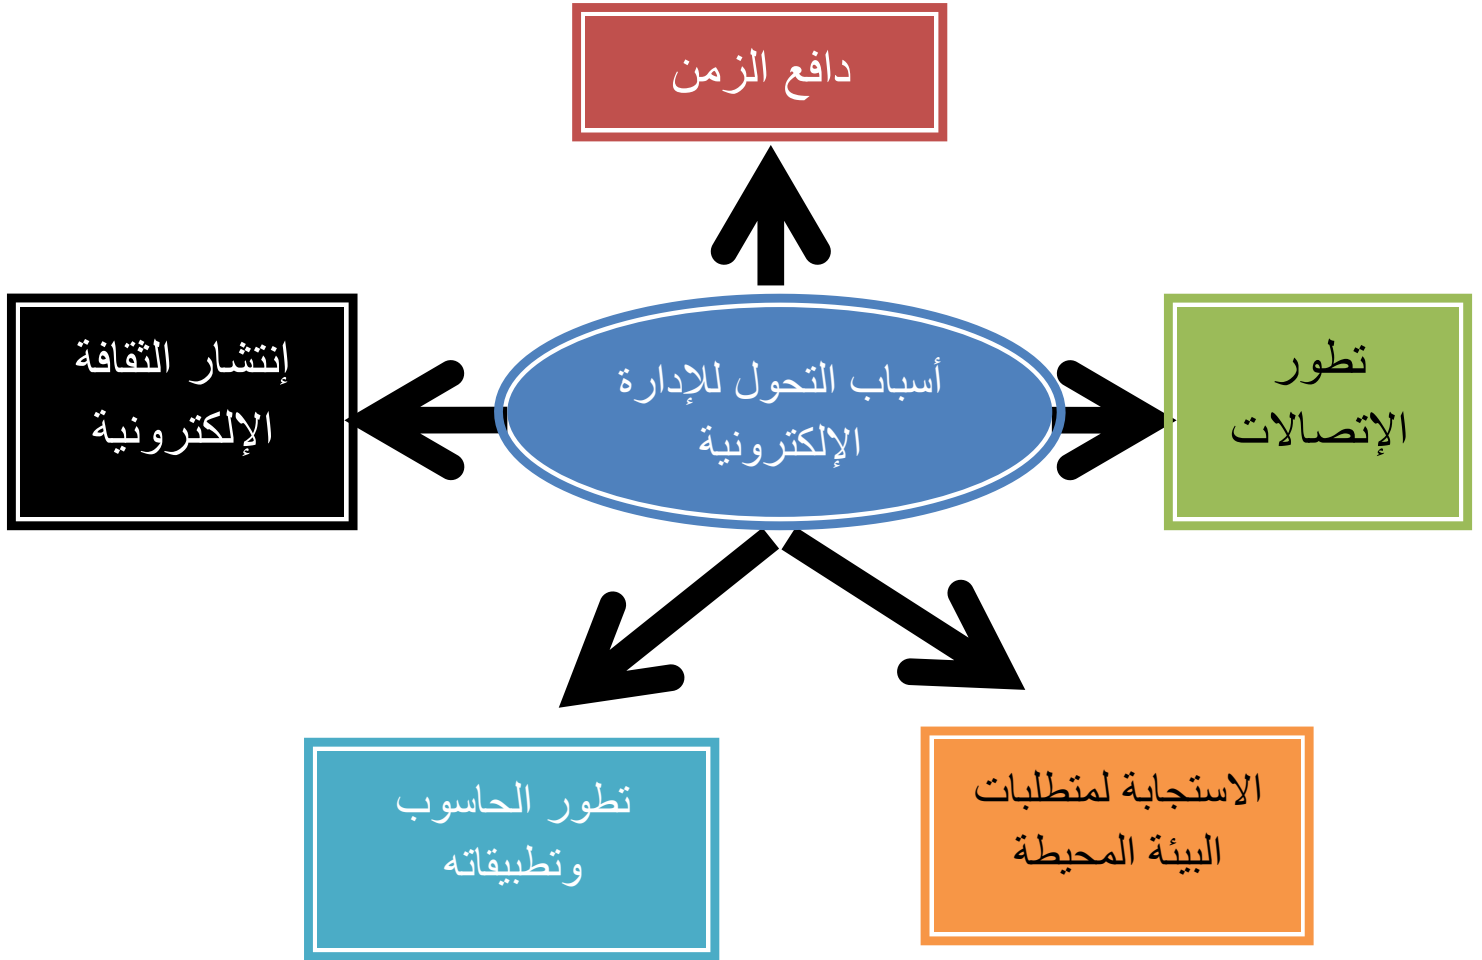 دافع الزمن
تطور
الإتصالات
أسباب التحول للإدارة
الإلكترونية
إنتشار الثقافة
الإلكترونية
الاستجابة لمتطلبات
البيئة المحيطة
تطور الحاسوب
وتطبيقاته